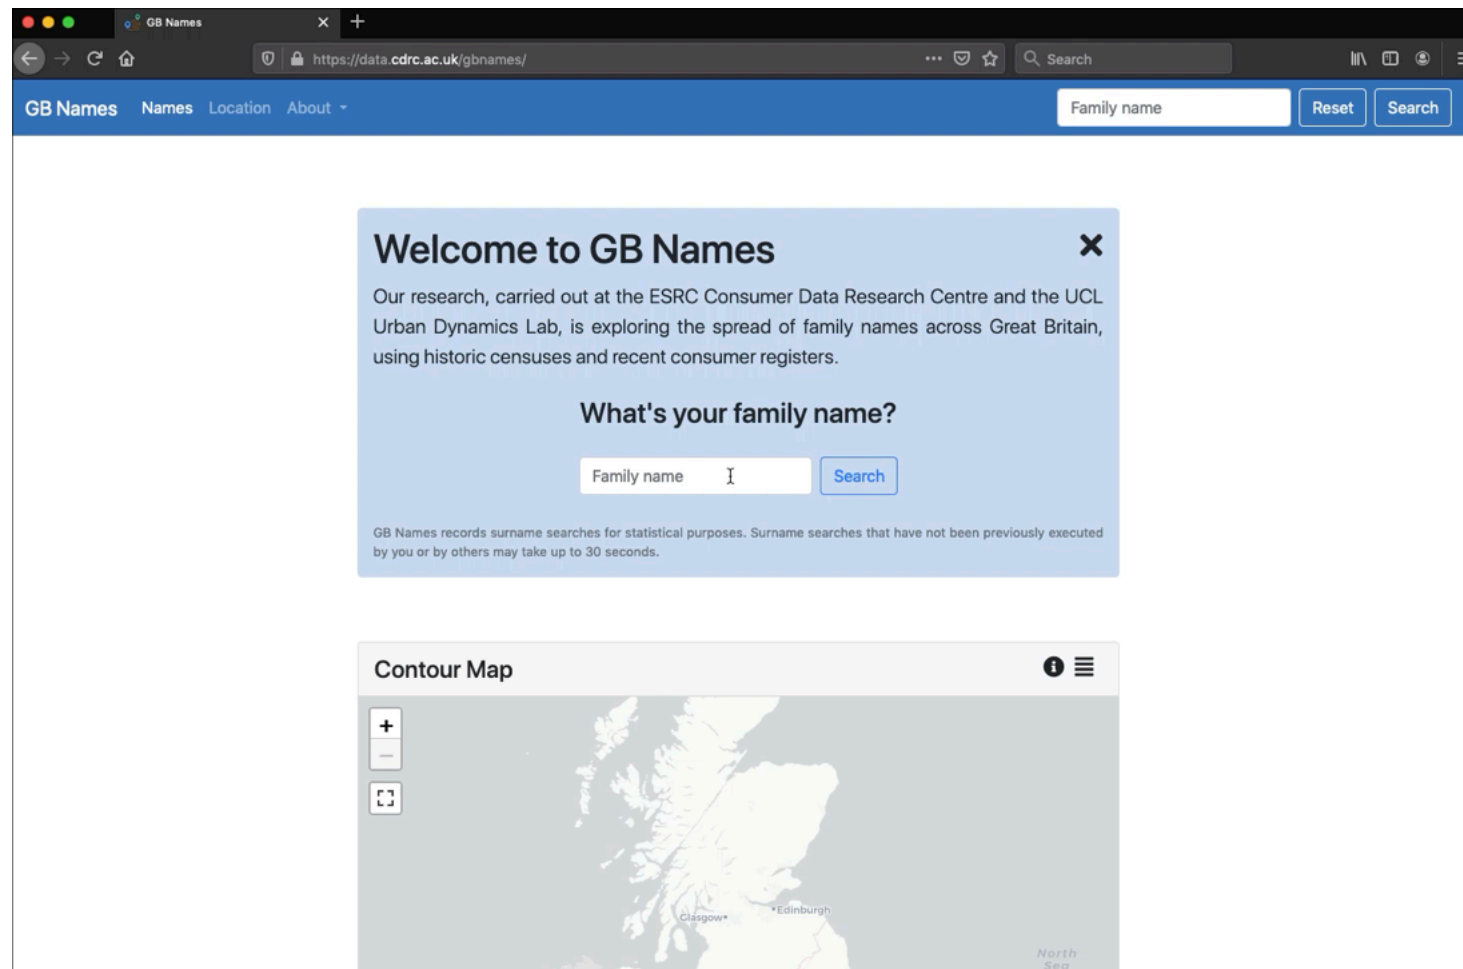 GB Names
https://data.cdrc.ac.uk/gbnames/
Search
GB Names Names Location About Family name Reset Search
Welcome to GB Names
Our research, carried out at the ESRC Consumer Data Research Centre and the UCL
Urban Dynamics Lab, is exploring the spread of family names across Great Britain,
using historic censuses and recent consumer registers.
What's your family name?
Family name Search
GB Names records surname searches for statistical purposes. Surname searches that have not been previously executed
by you or by others may take up to 30 seconds.
Contour Map
Glasgow
Edinburgh
North
Sea